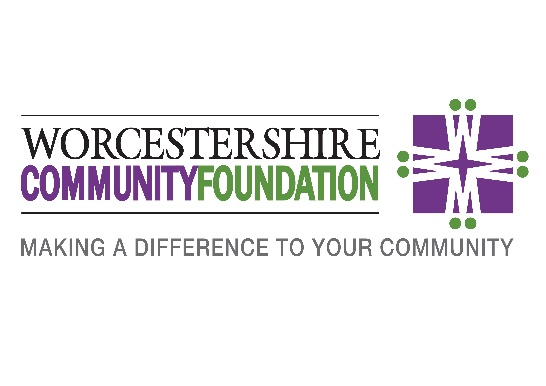 WORCESTERSHIRE
COMMUNITYFOUNDATION
MAKING A DIFFERENCE TO YOUR COMMUNITY